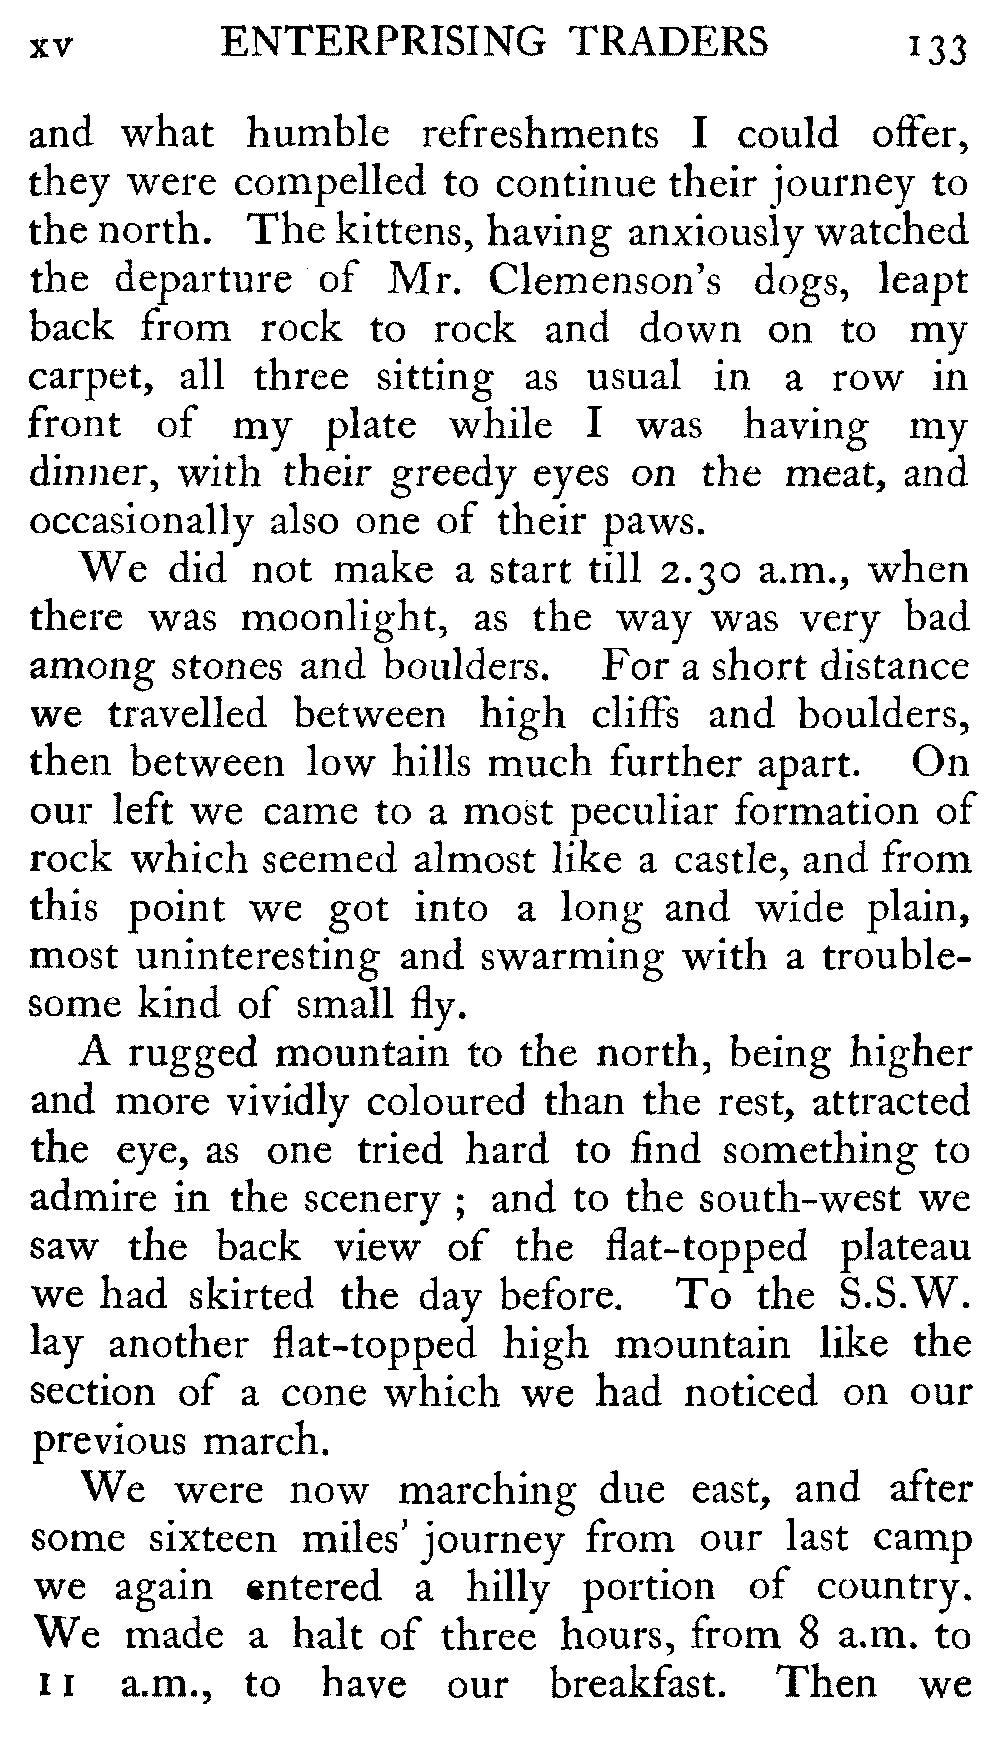 xv ENTERPRISING TRADERS 133
and what humble refreshments I could offer,
they were compelled to continue their journey to
the north. The kittens, having anxiously watched
the departure of Mr. Clemenson's dogs, leapt
back from rock to rock and down on to my
carpet, all three sitting as usual in a row in
front of my plate while I was having my
dinner, with their greedy eyes on the meat, and
occasionally also one of their paws.
We did not make a start till 2.30 a.m., when
there was moonlight, as the way was very bad
among stones and boulders. For a short distance
we travelled between high cliffs and boulders,
then between low hills much further apart. On
our left we came to a most peculiar formation of
rock which seemed almost like a castle, and from
this point we got into a long and wide plain,
most uninteresting and swarming with a trouble-
some kind of small fly.
A rugged mountain to the north, being higher
and more vividly coloured than the rest, attracted
the eye, as one tried hard to find something to
admire in the scenery ; and to the south-west we
saw the back view of the flat-topped plateau
we had skirted the day before. To the S.S.W.
lay another flat-topped high mountain like the
section of a cone which we had noticed on our
previous march.
We were now marching due east, and after
some sixteen miles' journey from our last camp
we again entered a hilly portion of country.
We made a halt of three hours, from 8 a.m. to
11 a.m., to have our breakfast. Then we